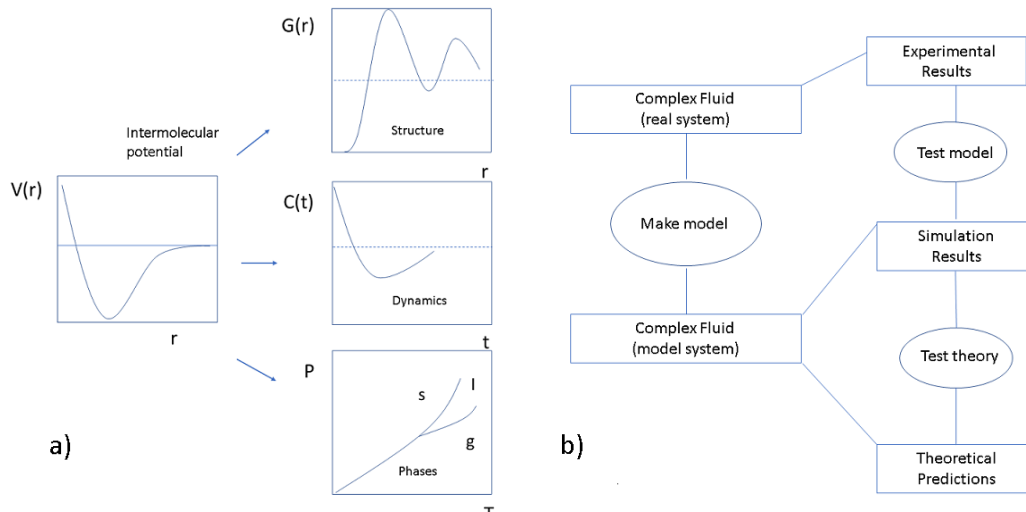 G(r)
Structure
r
Intermolecular
potential
V(r)
r
C(t)
Dynamics
t
P
s
l
g
Phases
T
a)
Experimental
Results
Complex Fluid
(real system)
Test model
Make model
Simulation
Results
Complex Fluid
(model system)
Test theory
Theoretical
Predictions
b)